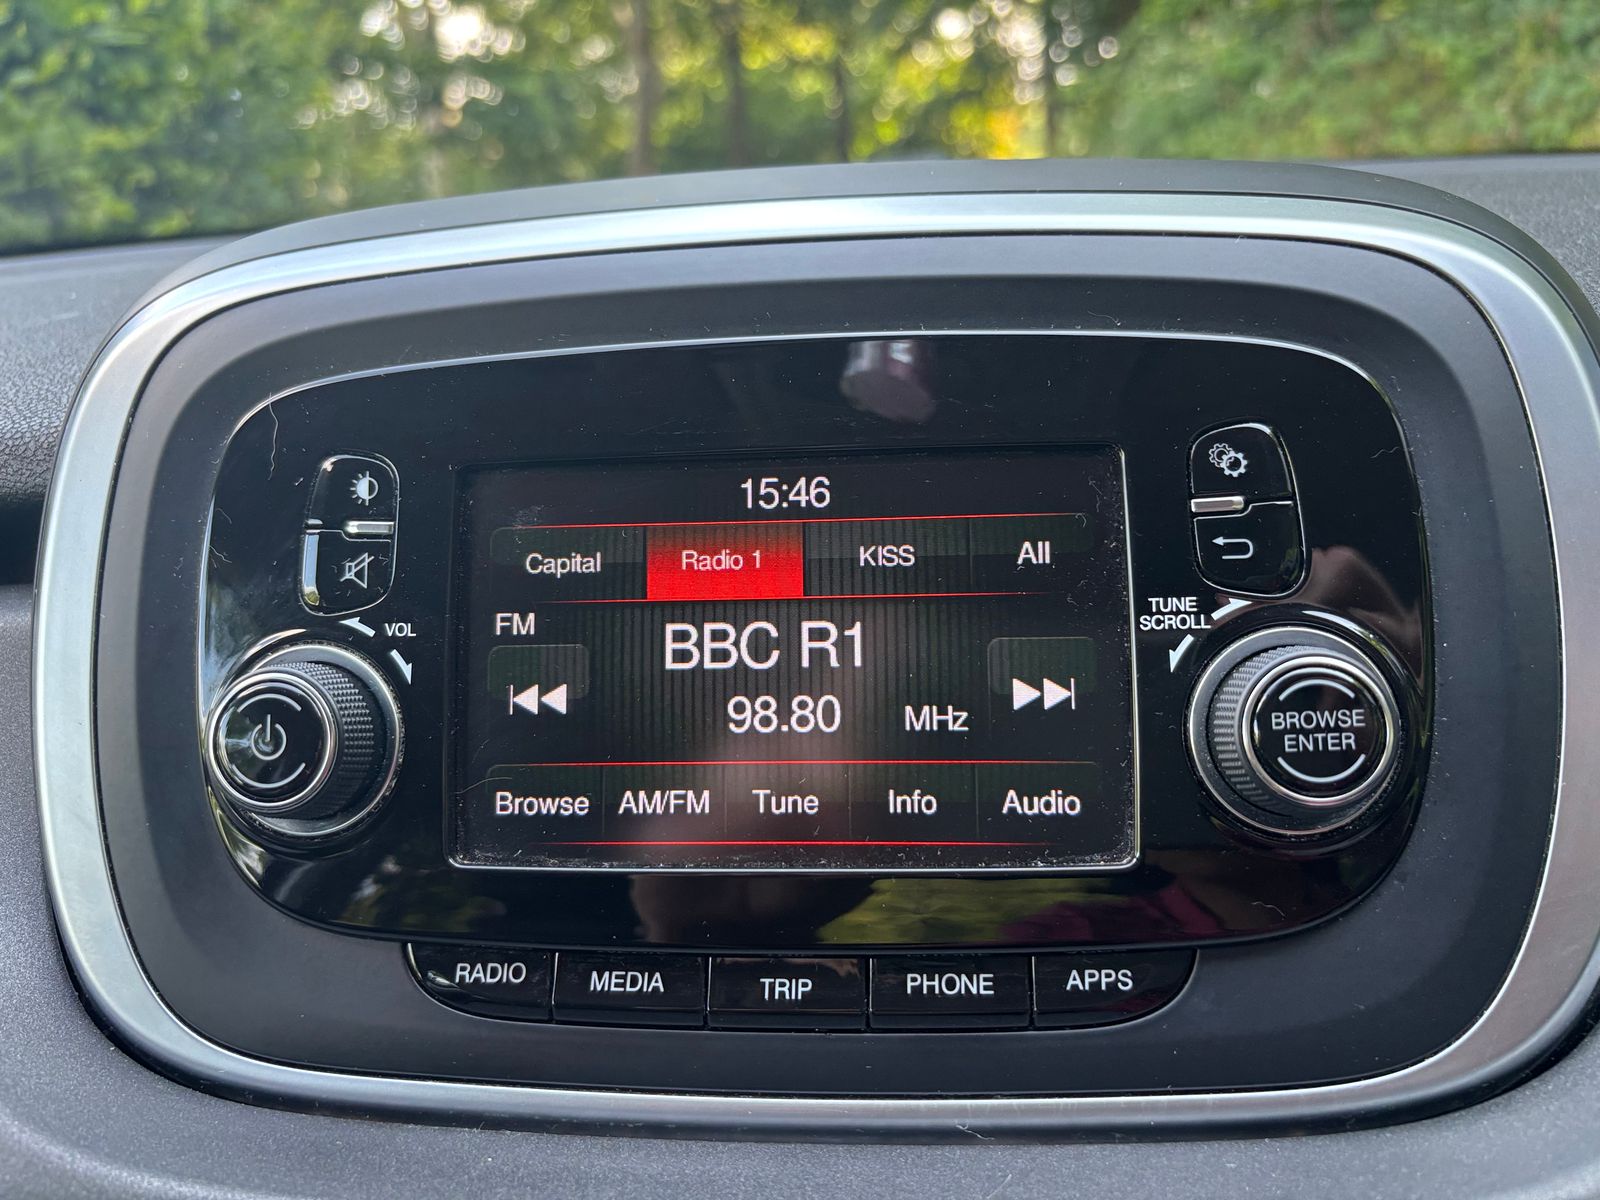 15:46
Capital Radio 1 KISS All
FM
BBC R1
98.80 MHz
Browse AM/FM Tune Info Audio
VOL
TUNE
SCROLL
BROWSE
ENTER
RADIO MEDIA TRIP PHONE APPS